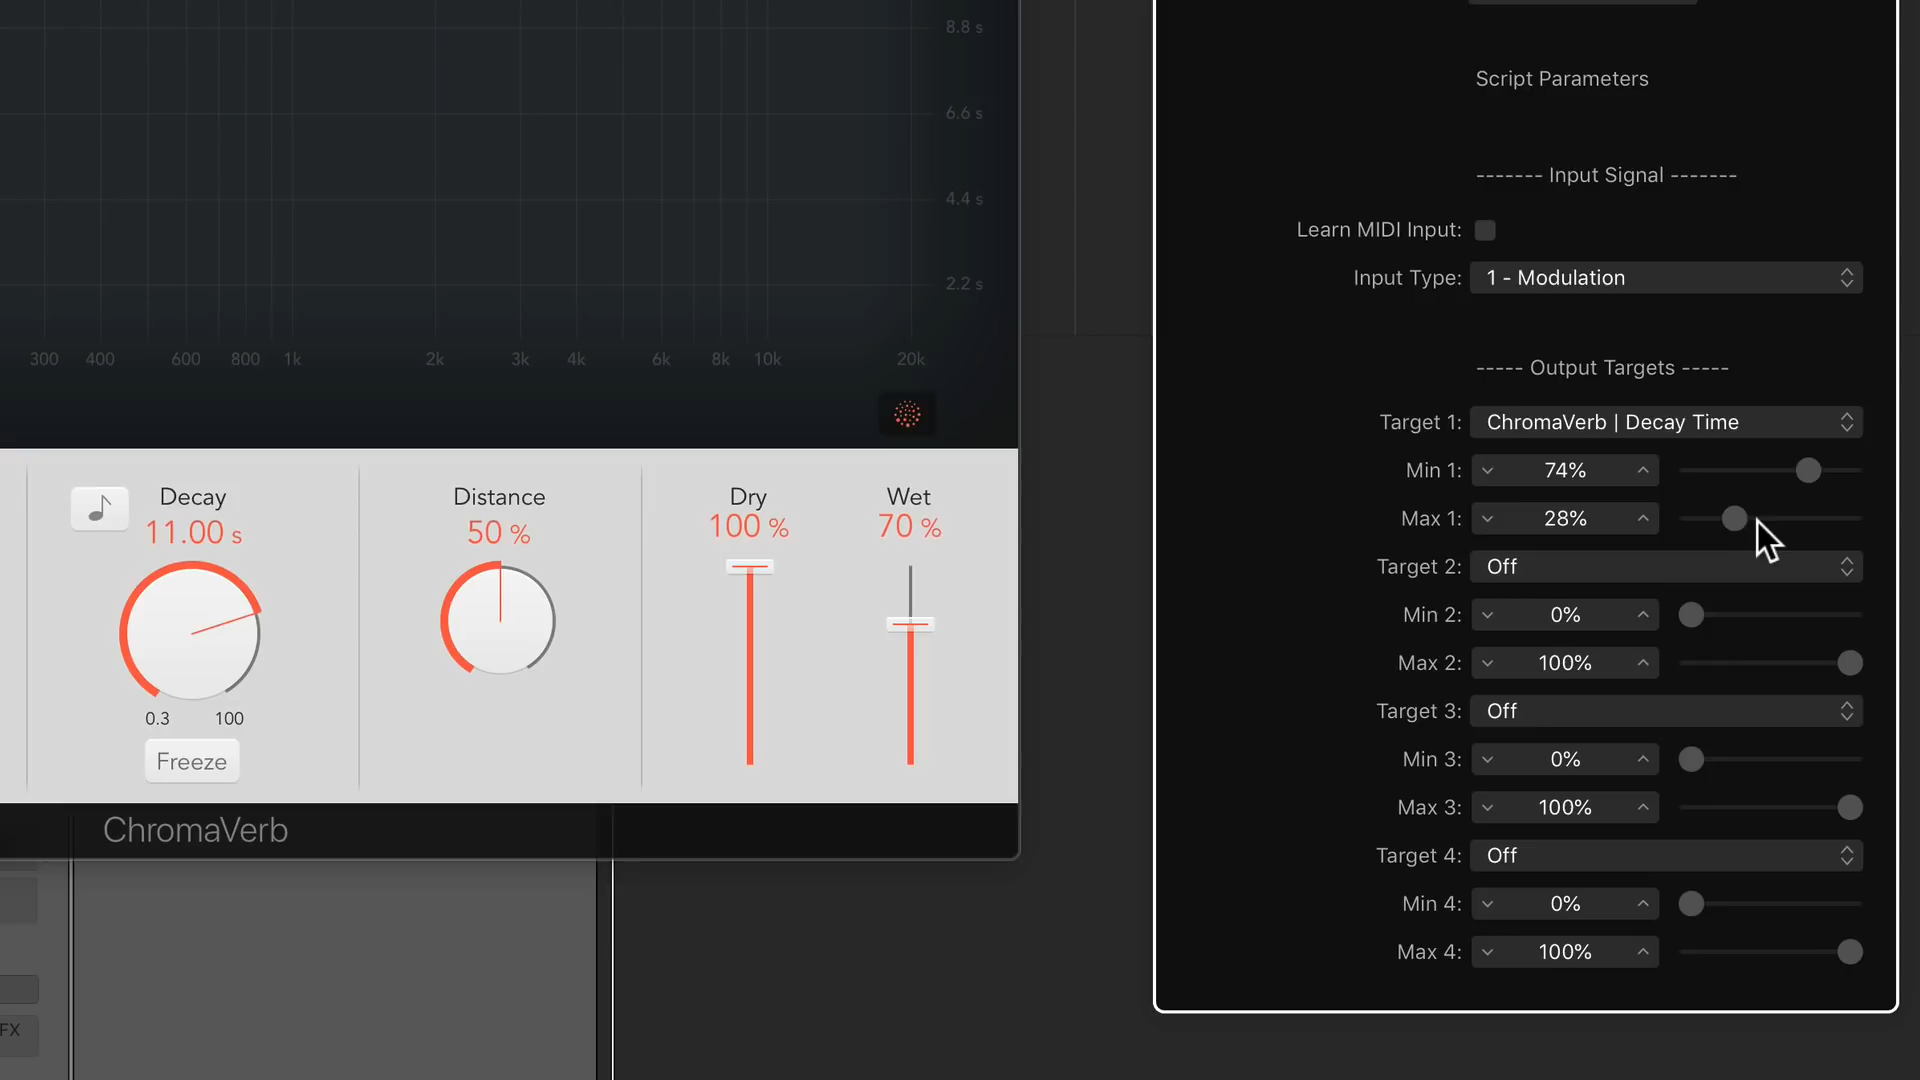 8.8 s
6.6 s
4.4 s
2.2 s
300 400 600 800 1k 2k 3k 4k 6k 8k 10k 20k
Decay
11.00 s
0.3 100
Freeze
Distance
50 %
Dry
100 %
Wet
70 %
ChromaVerb
FX
Script Parameters
------- Input Signal -------
Learn MIDI Input:
Input Type: 1 - Modulation
----- Output Targets -----
Target 1: ChromaVerb | Decay Time
Min 1: 74%
Max 1: 28%
Target 2: Off
Min 2: 0%
Max 2: 100%
Target 3: Off
Min 3: 0%
Max 3: 100%
Target 4: Off
Min 4: 0%
Max 4: 100%